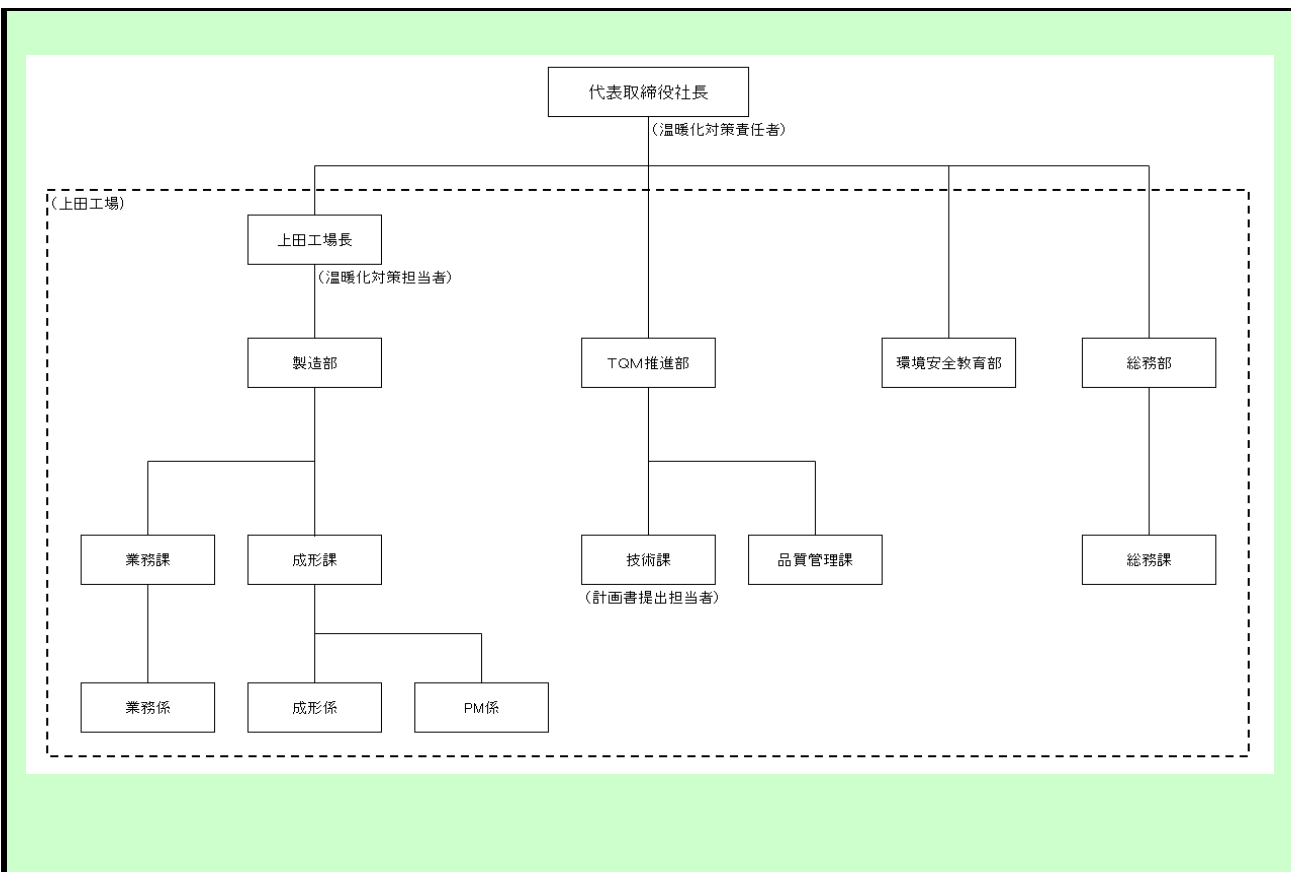 代表取締役社長
（温暖化対策責任者）
（上田工場）
上田工場長
（温暖化対策担当者）
製造部
TQM推進部
環境安全教育部
総務部
業務課
成形課
技術課
品質管理課
総務課
（計画書提出担当者）
業務係
成形係
PM係